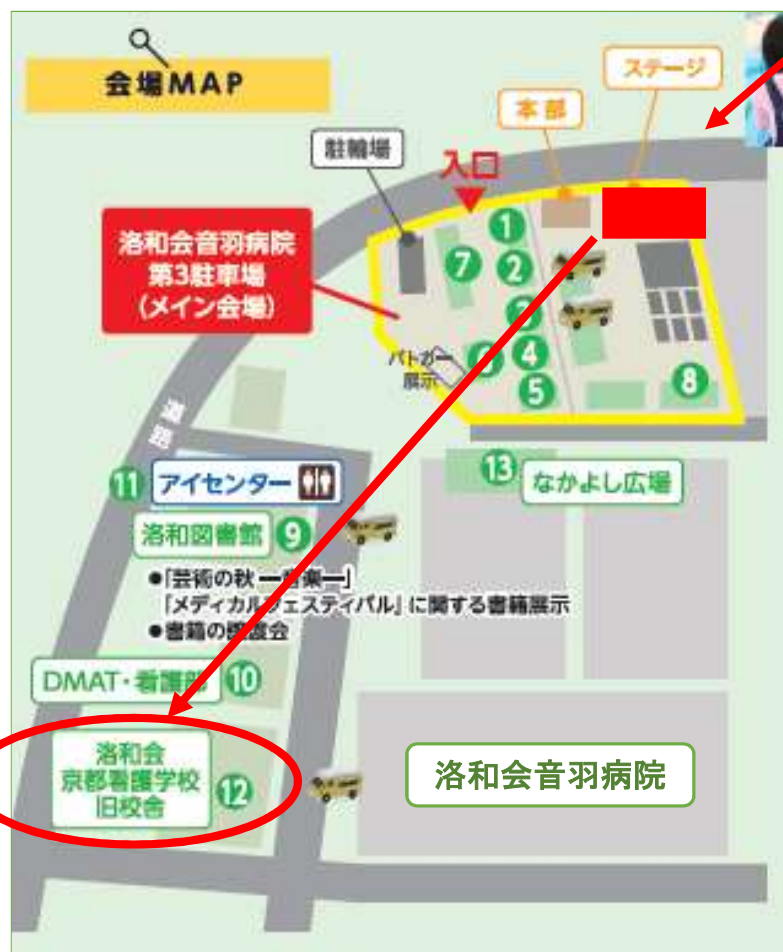 会場MAP
ステージ
本部
駐輪場
入口
洛和会音羽病院
第3駐車場
(メイン会場)
1
7
2
3
パトカー
展示
6
4
5
8
道路
11 アイセンター
13 なかよし広場
洛和図書館 9
●「芸術の秋 ―音楽―」
「メディカルフェスティバル」に関する書籍展示
●書籍の譲渡会
DMAT・看護部 10
洛和会
京都看護学校
旧校舎
12
洛和会音羽病院